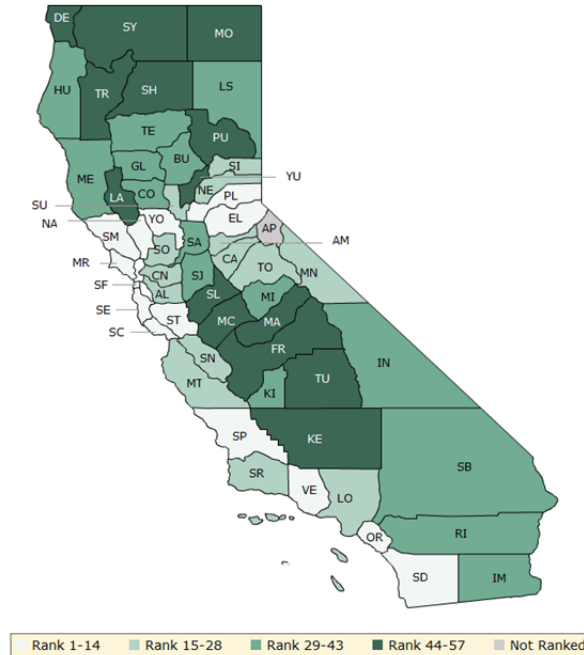 DE
SY
MO
HU
TR
SH
LS
TE
PU
ME
GL
BU
SI
YU
LA
CO
NE
PL
SU
NA
YO
EL
AP
SM
SO
SA
AM
CA
TO
MN
MR
CN
SJ
SF
AL
SL
MI
SE
ST
MC
MA
SC
SN
FR
MT
KI
TU
IN
SP
KE
SR
VE
LO
SB
OR
RI
SD
IM
Rank 1-14 Rank 15-28 Rank 29-43 Rank 44-57 Not Ranked